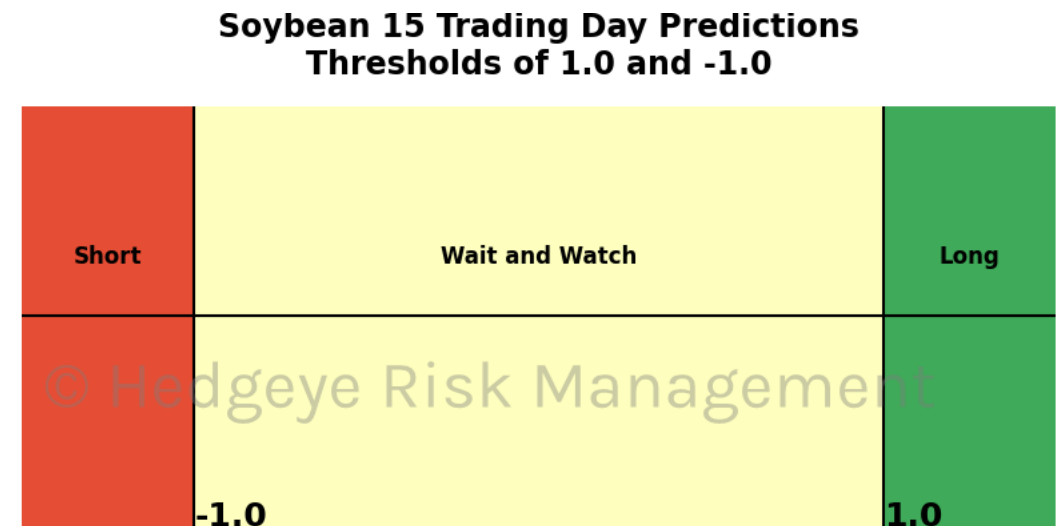 Soybean 15 Trading Day Predictions
Thresholds of 1.0 and -1.0
Short Wait and Watch Long
© Hedgeye Risk Management
-1.0 1.0